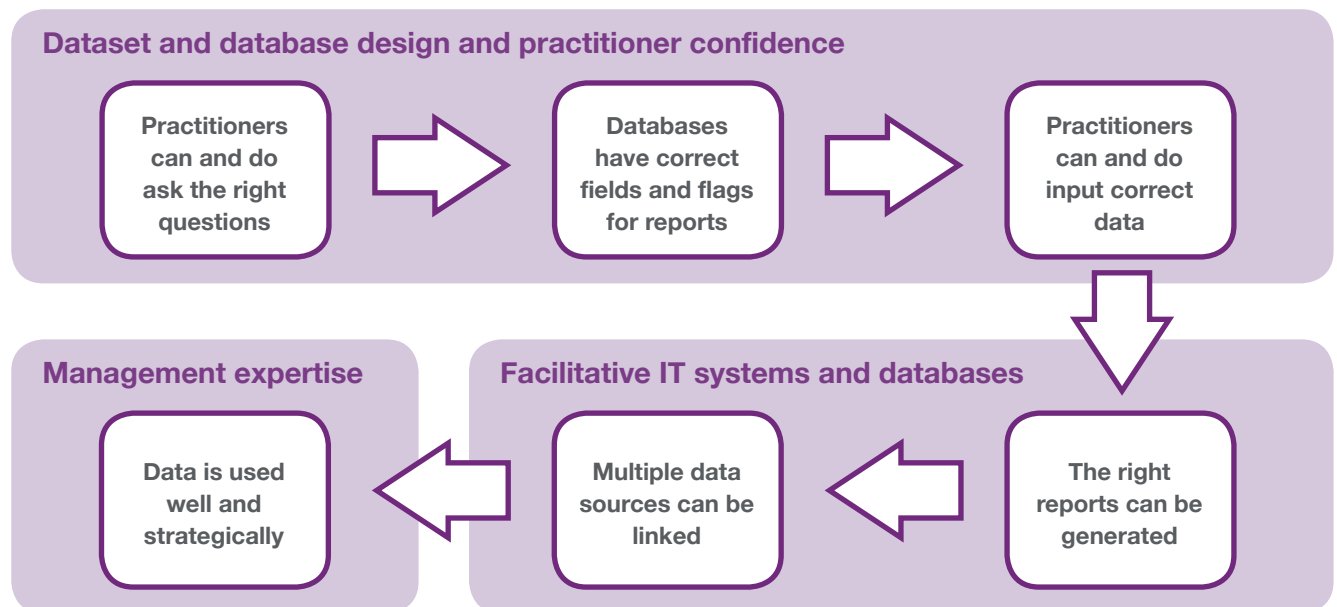 Dataset and database design and practitioner confidence
Practitioners
can and do
ask the right
questions
Databases
have correct
fields and flags
for reports
Practitioners
can and do
input correct
data
Management expertise
Data is used
well and
strategically
Facilitative IT systems and databases
Multiple data
sources can be
linked
The right
reports can be
generated